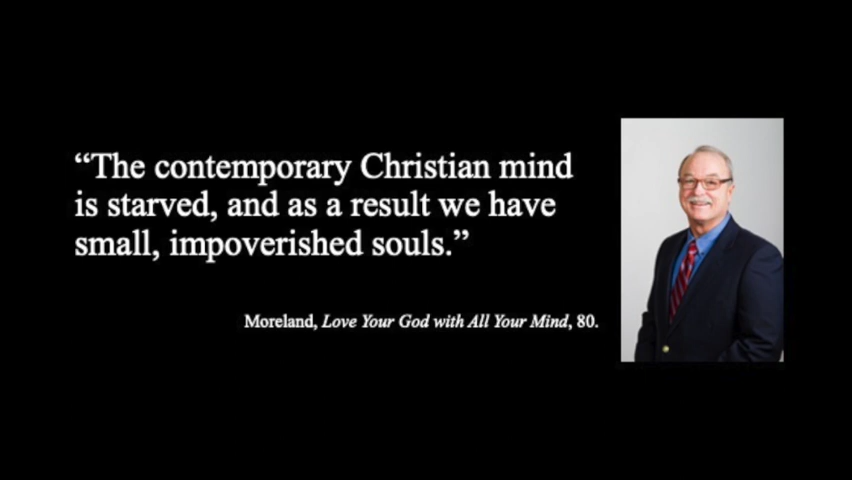 “The contemporary Christian mind
is starved, and as a result we have
small, impoverished souls.”
Moreland, Love Your God with All Your Mind, 80.